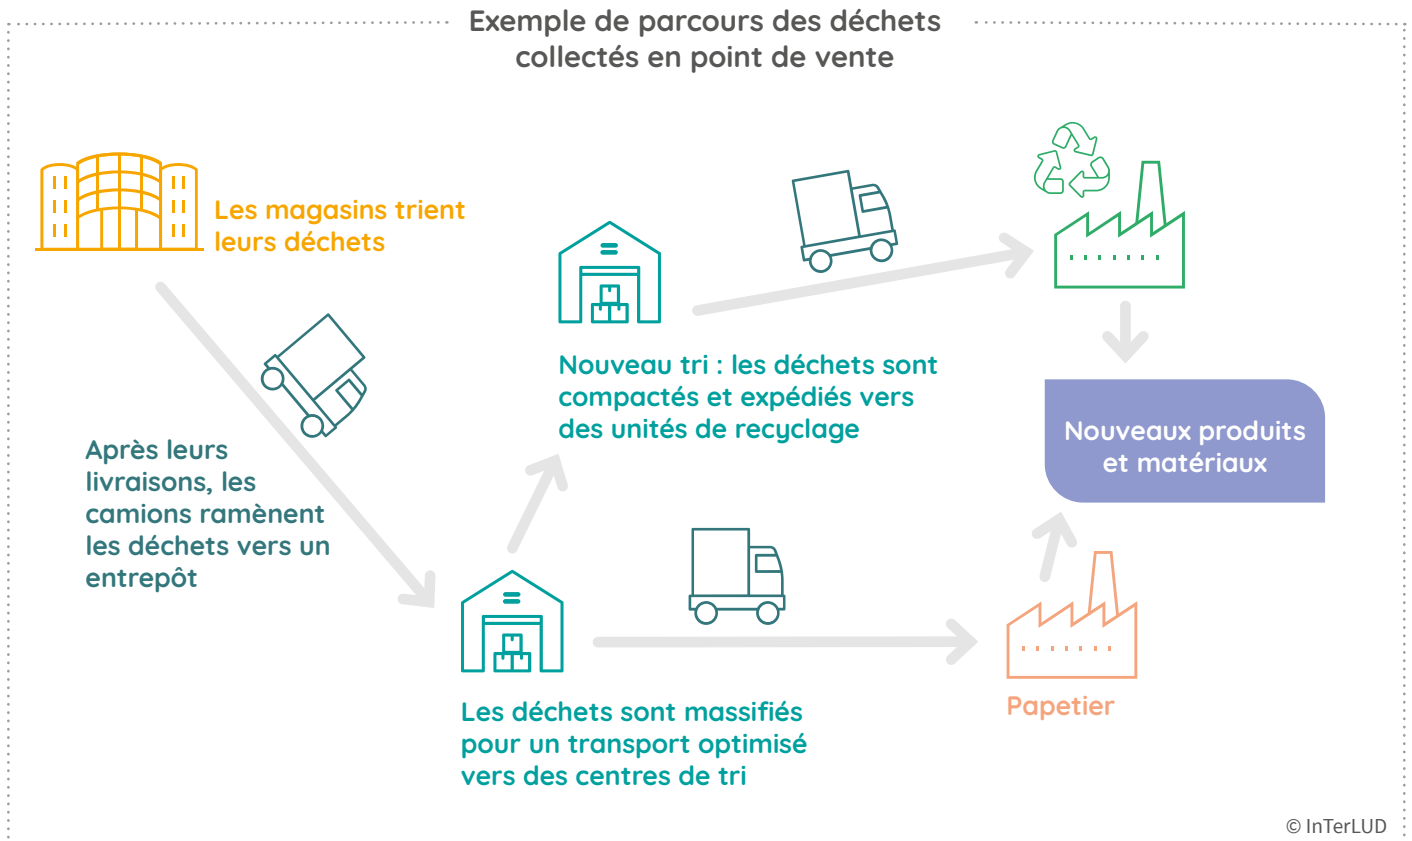 Exemple de parcours des déchets
collectés en point de vente
Les magasins trient
leurs déchets
Après leurs
livraisons, les
camions ramènent
les déchets vers un
entrepôt
Nouveau tri : les déchets sont
compactés et expédiés vers
des unités de recyclage
Nouveaux produits
et matériaux
Les déchets sont massifiés
pour un transport optimisé
vers des centres de tri
Papetier
© InTerLUD